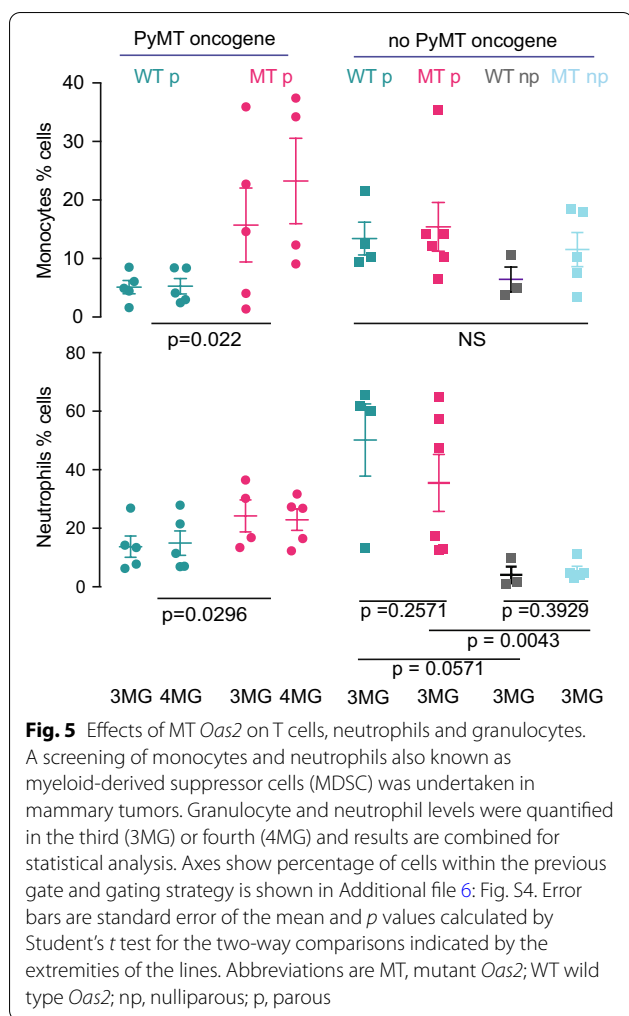 PyMT oncogene
no PyMT oncogene
WT p
MT p
WT p
MT p
WT np
MT np
Monocytes % cells
40
30
20
10
0
p=0.022
NS
Neutrophils % cells
80
60
40
20
0
p=0.0296
p =0.2571
p =0.3929
p = 0.0043
p = 0.0571
3MG 4MG 3MG 4MG 3MG 3MG 3MG 3MG
Fig. 5 Effects of MT Oas2 on T cells, neutrophils and granulocytes.
A screening of monocytes and neutrophils also known as
myeloid-derived suppressor cells (MDSC) was undertaken in
mammary tumors. Granulocyte and neutrophil levels were quantified
in the third (3MG) or fourth (4MG) and results are combined for
statistical analysis. Axes show percentage of cells within the previous
gate and gating strategy is shown in Additional file 6: Fig. S4. Error
bars are standard error of the mean and p values calculated by
Student's t test for the two-way comparisons indicated by the
extremities of the lines. Abbreviations are MT, mutant Oas2; WT wild
type Oas2; np, nulliparous; p, parous